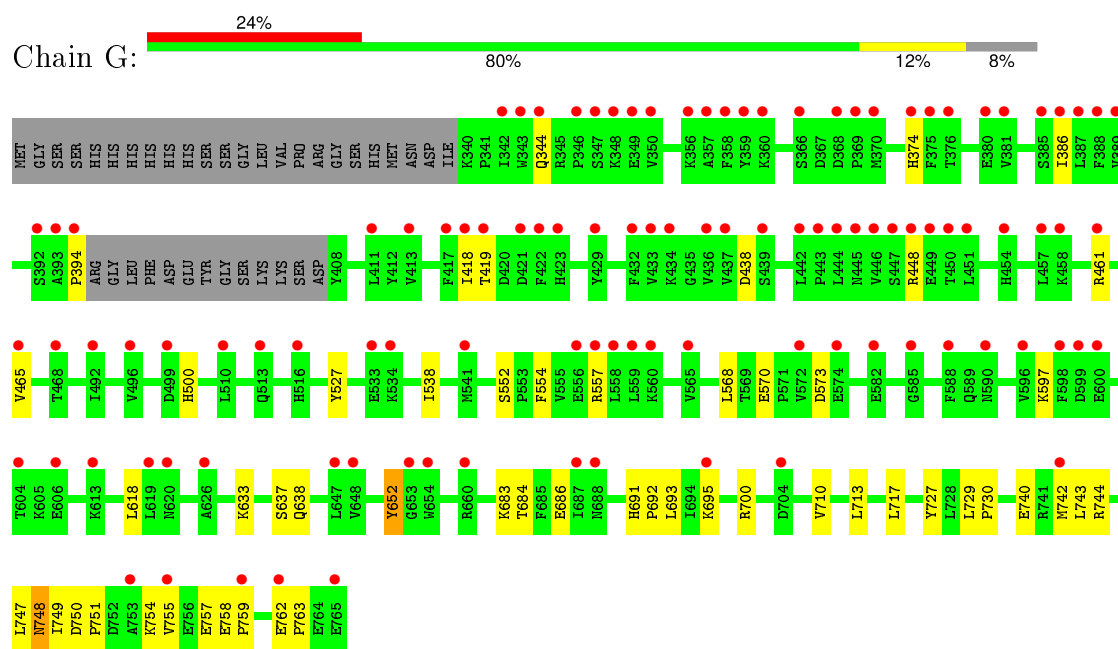 24%
Chain G:
80% 12% 8%
MET GLY SER SER HIS HIS HIS HIS HIS HIS SER SER GLY LEU VAL PRO ARG GLY SER HIS MET ASN ASP ILE K340 P341 I342 W343 Q344 R345 P346 S347 K348 E349 V350 K356 A357 F358 Y359 K360 S366 D367 D368 P369 M370 H374 F375 T376 E380 V381 S385 I386 L387 F388
S392 A393 P394 ARG GLY LEU PHE ASP GLU TYR GLY SER LYS LYS SER ASP Y408 L411 Y412 V413 F417 I418 T419 D420 D421 F422 H423 Y429 F432 V433 K434 G435 V436 V437 D438 S439 L442 P443 L444 N445 V446 S447 R448 E449 T450 L451 H454 L457 K458 R461
V465 T468 I492 V496 D499 H500 L510 Q513 H516 Y527 E533 K534 I538 M541 S552 P553 F554 V555 E556 R557 L558 L559 K560 V565 L568 T569 E570 P571 V572 D573 E574 E582 G585 F588 Q589 N590 V596 K597 F598 D599 E600
T604 K605 E606 K613 L618 L619 N620 A626 K633 S637 Q638 L647 V648 Y652 G653 W654 R660 K683 T684 F685 E686 I687 N688 H691 P692 L693 I694 K695 R700 D704 V710 L713 L717 Y727 L728 L729 P730 E740 R741 M742 L743 R744
L747 N748 I749 D750 P751 D752 A753 K754 V755 E756 E757 E758 P759 E762 P763 E764 E765